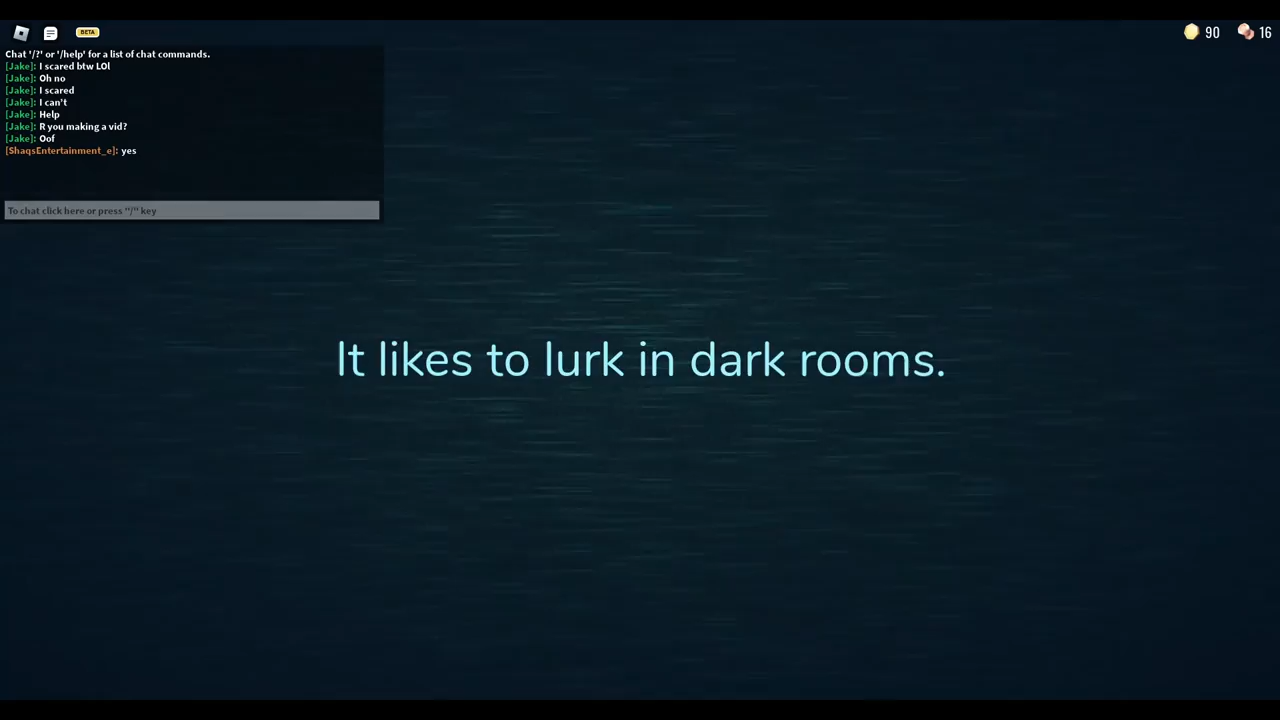 BETA
90
16
Chat '/?' or '/help' for a list of chat commands.
[Jake]: I scared btw LOl
[Jake]: Oh no
[Jake]: I scared
[Jake]: I can't
[Jake]: Help
[Jake]: R you making a vid?
[Jake]: Oof
[ShaqsEntertainment_e]: yes
To chat click here or press "/" key
It likes to lurk in dark rooms.